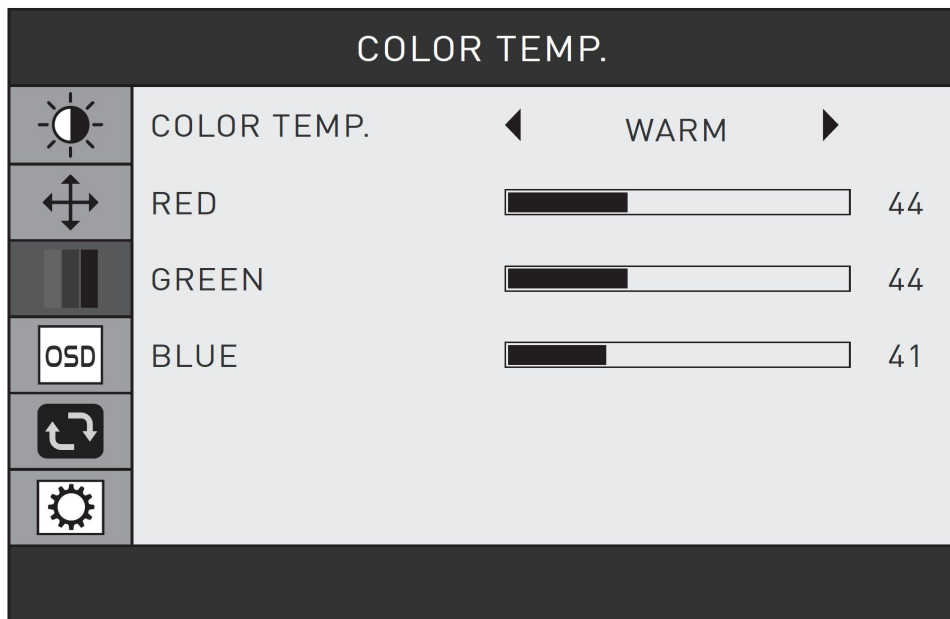 COLOR TEMP.
COLOR TEMP. WARM
RED 44
GREEN 44
OSD BLUE 41